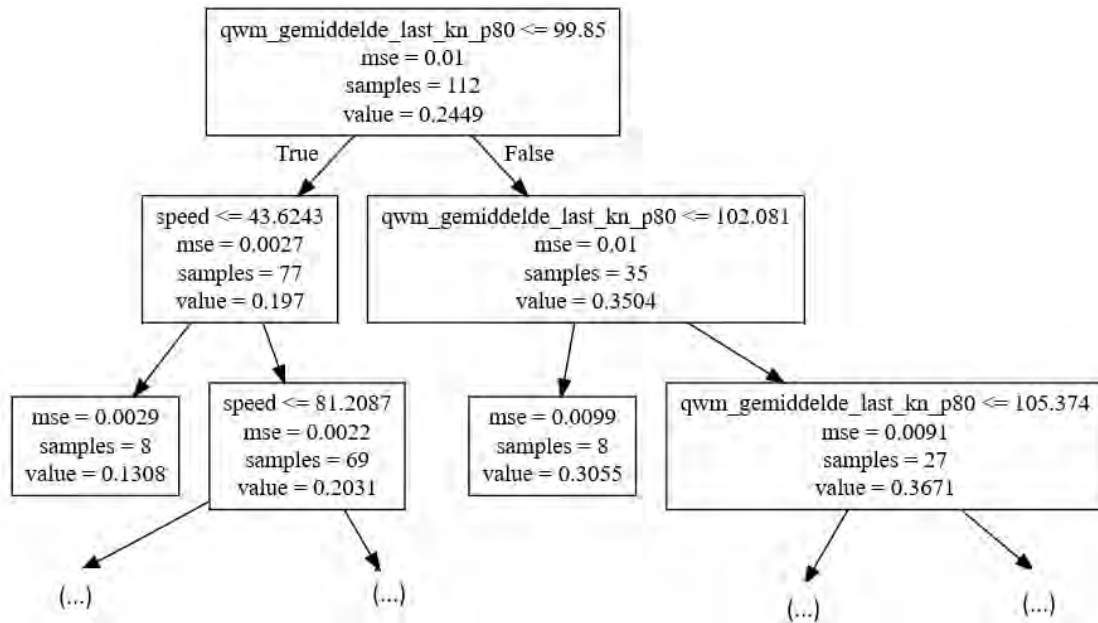 qwm_gemiddelde_last_kn_p80 <= 99.85
mse = 0.01
samples = 112
value = 0.2449
True
False
speed <= 43.6243
mse = 0.0027
samples = 77
value = 0.197
qwm_gemiddelde_last_kn_p80 <= 102.081
mse = 0.01
samples = 35
value = 0.3504
mse = 0.0029
samples = 8
value = 0.1308
speed <= 81.2087
mse = 0.0022
samples = 69
value = 0.2031
mse = 0.0099
samples = 8
value = 0.3055
qwm_gemiddelde_last_kn_p80 <= 105.374
mse = 0.0091
samples = 27
value = 0.3671
(...)
(...)
(...)
(...)